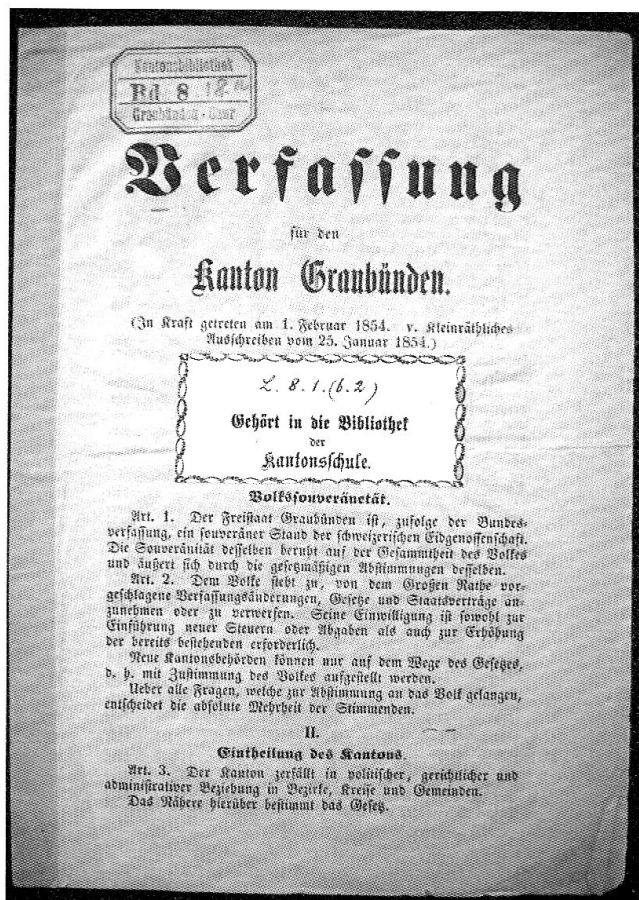 Kantonsbibliothek
Bd 8 18a
Graubünden · Chur
Verfassung
für den
Kanton Graubünden.
(In Kraft getreten am 1. Februar 1854. v. Kleinräthliches
Ausschreiben vom 25. Januar 1854.)
L. 8. 1. (b. 2)
Gehört in die Bibliothek
der
Kantonsschule.
Volkssouveränetät.
Art. 1. Der Freistaat Graubünden ist, zufolge der Bundes-
verfassung, ein souveräner Stand der schweizerischen Eidgenossenschaft.
Die Souveränität desselben beruht auf der Gesammtheit des Volkes
und äußert sich durch die gesetzmäßigen Abstimmungen desselben.
Art. 2. Dem Volke steht zu, von dem Großen Rathe vor-
geschlagene Verfassungsänderungen, Gesetze und Staatsverträge an-
zunehmen oder zu verwerfen. Seine Einwilligung ist sowohl zur
Einführung neuer Steuern oder Abgaben als auch zur Erhöhung
der bereits bestehenden erforderlich.
Neue Kantonsbehörden können nur auf dem Wege des Gesetzes,
d. h. mit Zustimmung des Volkes aufgestellt werden.
Ueber alle Fragen, welche zur Abstimmung an das Volk gelangen,
entscheidet die absolute Mehrheit der Stimmenden.
II.
Eintheilung des Kantons.
Art. 3. Der Kanton zerfällt in politischer, gerichtlicher und
administrativer Beziehung in Bezirke, Kreise und Gemeinden.
Das Nähere hierüber bestimmt das Gesetz.